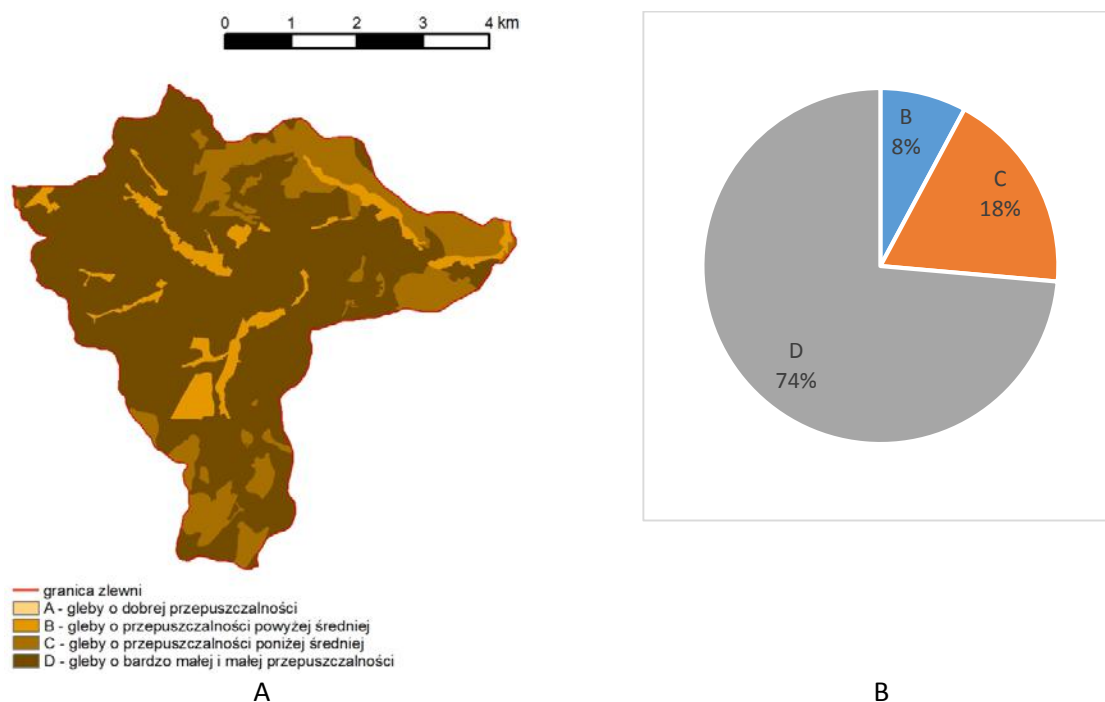 0 1 2 3 4 km
B
8%
C
18%
D
74%
granica zlewni
A - gleby o dobrej przepuszczalności
B - gleby o przepuszczalności powyżej średniej
C - gleby o przepuszczalności poniżej średniej
D - gleby o bardzo małej i małej przepuszczalności
A
B